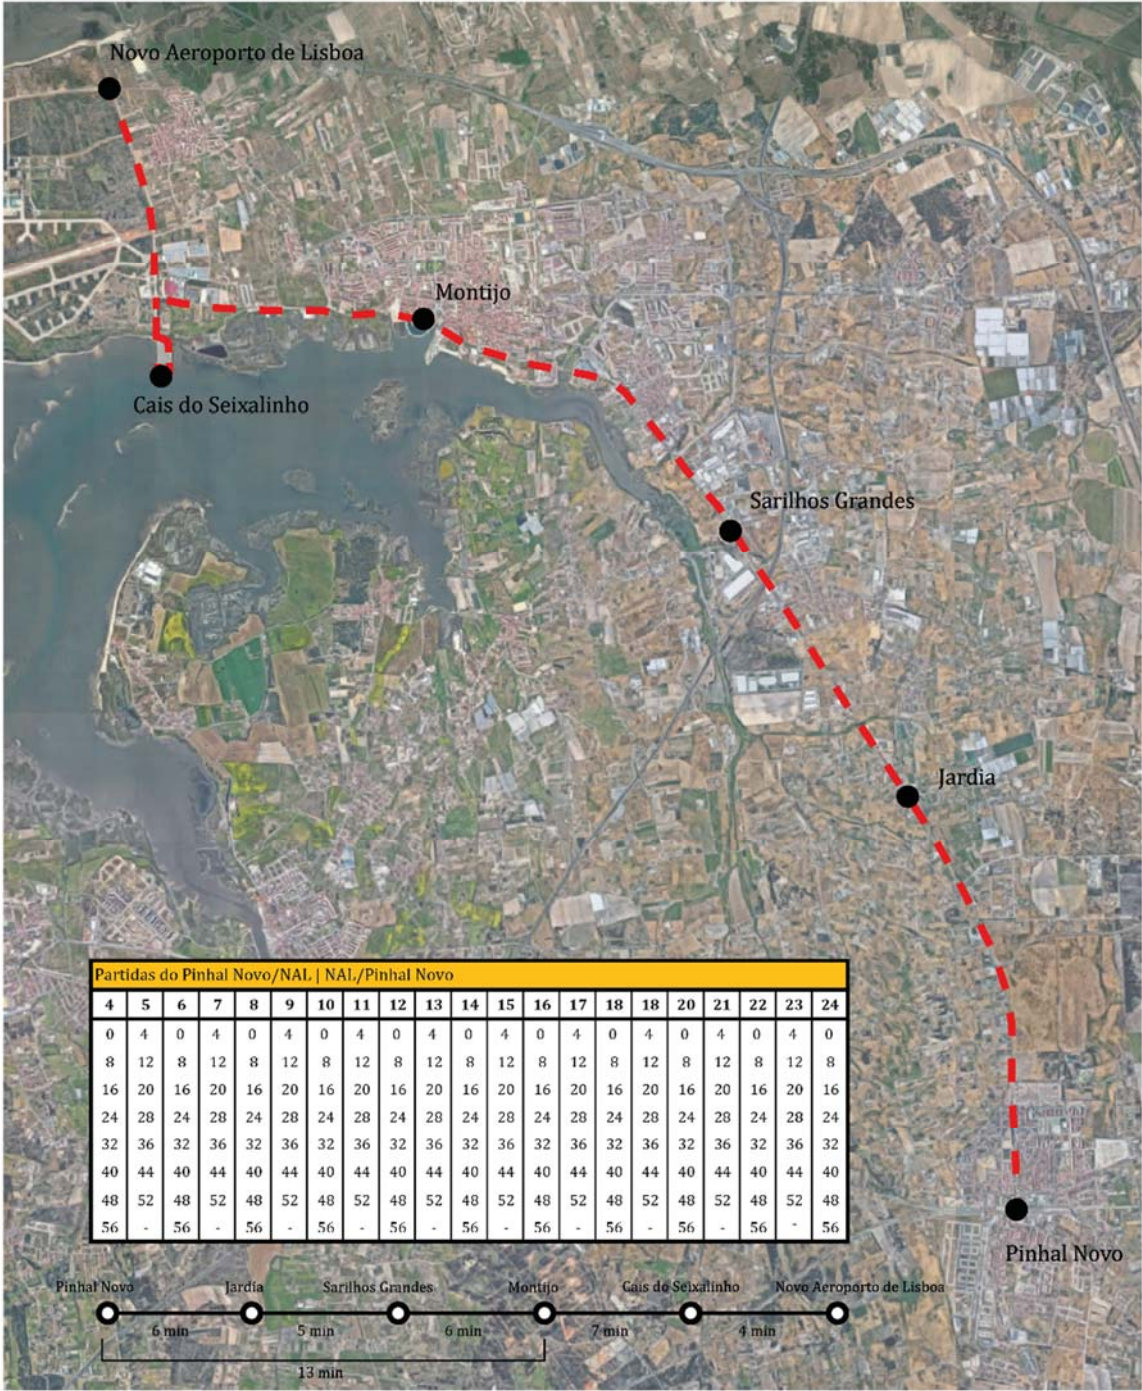 Novo Aeroporto de Lisboa
Montijo
Cais do Seixalinho
Sarilhos Grandes
Jardia
Partidas do Pinhal Novo/NAL | NAL/Pinhal Novo
4 5 6 7 8 9 10 11 12 13 14 15 16 17 18 18 20 21 22 23 24
0 4 0 4 0 4 0 4 0 4 0 4 0 4 0 4 0 4 0 4 0
8 12 8 12 8 12 8 12 8 12 8 12 8 12 8 12 8 12 8 12 8
16 20 16 20 16 20 16 20 16 20 16 20 16 20 16 20 16 20 16 20 16
24 28 24 28 24 28 24 28 24 28 24 28 24 28 24 28 24 28 24 28 24
32 36 32 36 32 36 32 36 32 36 32 36 32 36 32 36 32 36 32 36 32
40 44 40 44 40 44 40 44 40 44 40 44 40 44 40 44 40 44 40 44 40
48 52 48 52 48 52 48 52 48 52 48 52 48 52 48 52 48 52 48 52 48
56 - 56 - 56 - 56 - 56 - 56 - 56 - 56 - 56 - 56 - 56
Pinhal Novo
Pinhal Novo Jardia Sarilhos Grandes Montijo Cais do Seixalinho Novo Aeroporto de Lisboa
6 min 5 min 6 min 7 min 4 min
13 min